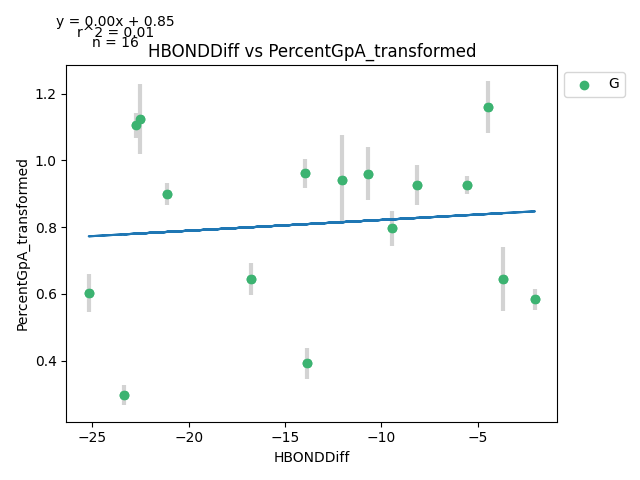 y = 0.00x + 0.85
r^2 = 0.01
n = 16
HBONDDiff vs PercentGpA_transformed
G
PercentGpA_transformed
1.2
1.0
0.8
0.6
0.4
−25
−20
−15
−10
−5
HBONDDiff